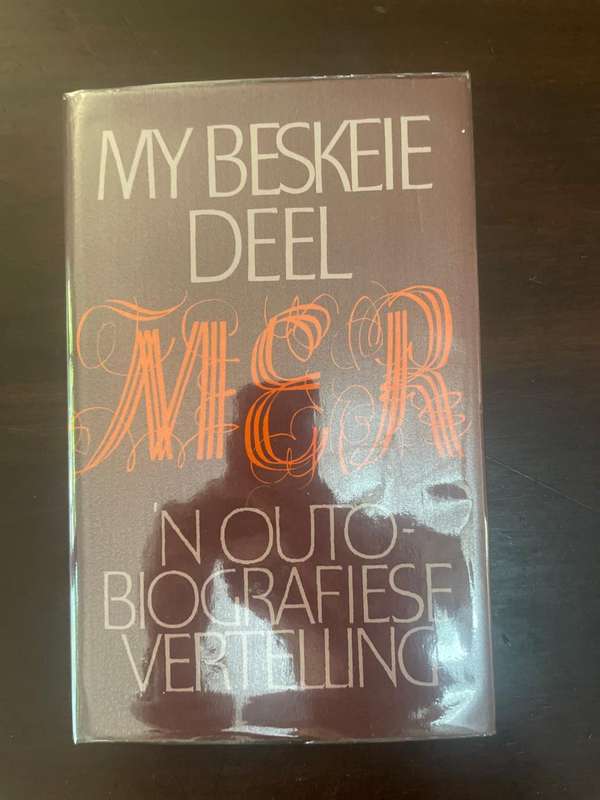 MY BESKEIE
DEEL
MER
'N OUTO-
BIOGRAFIESE
VERTELLING